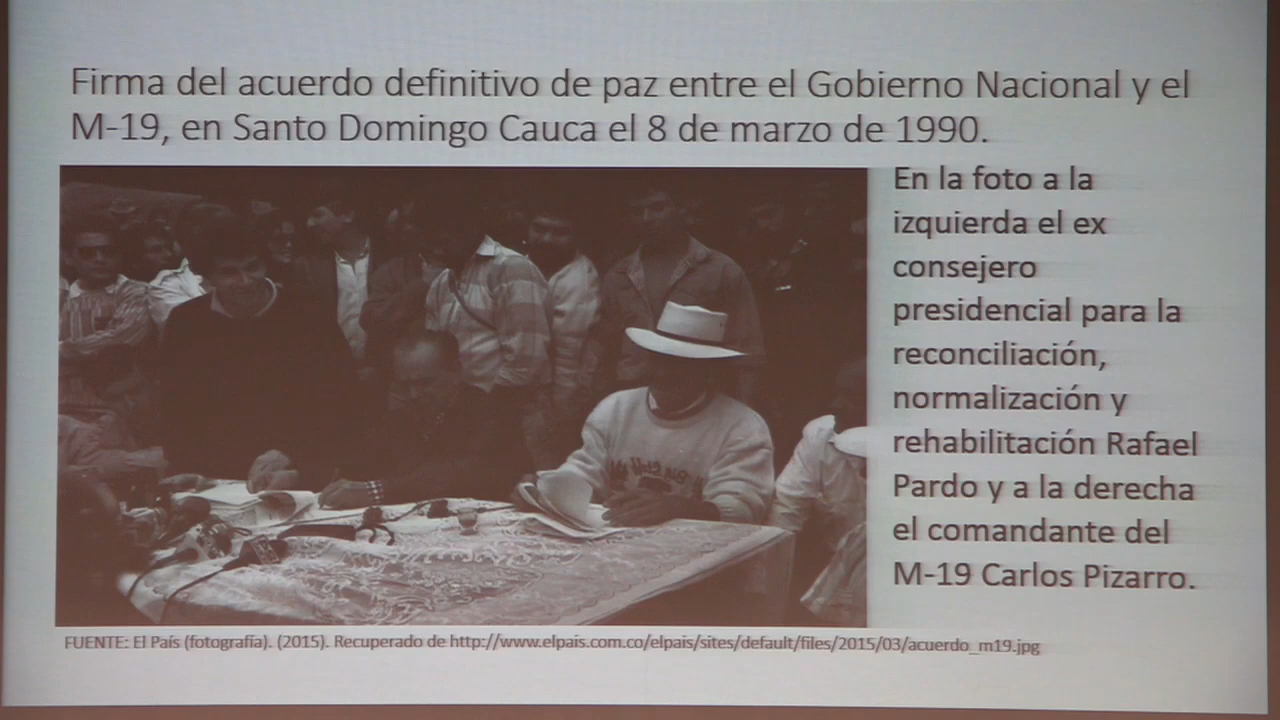 Firma del acuerdo definitivo de paz entre el Gobierno Nacional y el
M-19, en Santo Domingo Cauca el 8 de marzo de 1990.
En la foto a la
izquierda el ex
consejero
presidencial para la
reconciliación,
normalización y
rehabilitación Rafael
Pardo y a la derecha
el comandante del
M-19 Carlos Pizarro.
FUENTE: El País (fotografía). (2015). Recuperado de http://www.elpais.com.co/elpais/sites/default/files/2015/03/acuerdo_m19.jpg